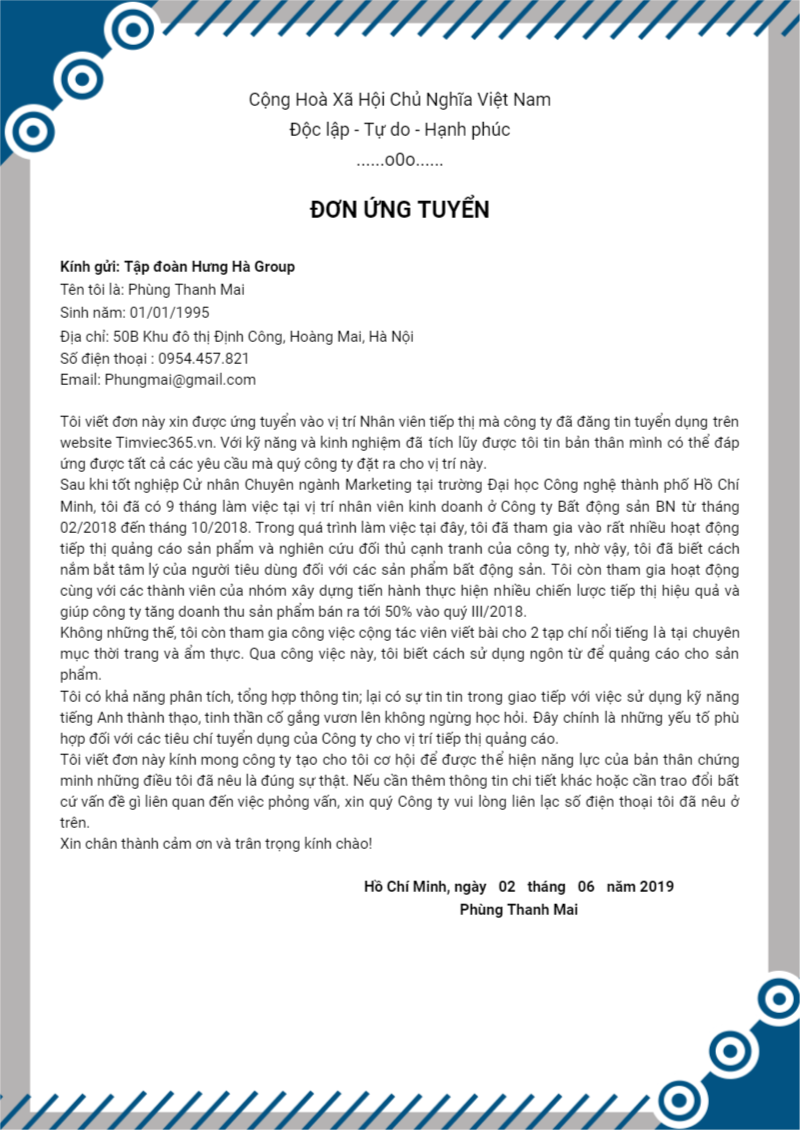 Cộng Hoà Xã Hội Chủ Nghĩa Việt Nam
Độc lập - Tự do - Hạnh phúc
......o0o......
ĐƠN ỨNG TUYỂN
Kính gửi: Tập đoàn Hưng Hà Group
Tên tôi là: Phùng Thanh Mai
Sinh năm: 01/01/1995
Địa chỉ: 50B Khu đô thị Định Công, Hoàng Mai, Hà Nội
Số điện thoại : 0954.457.821
Email: Phungmai@gmail.com
Tôi viết đơn này xin được ứng tuyển vào vị trí Nhân viên tiếp thị mà công ty đã đăng tin tuyển dụng trên
website Timviec365.vn. Với kỹ năng và kinh nghiệm đã tích lũy được tôi tin bản thân mình có thể đáp
ứng được tất cả các yêu cầu mà quý công ty đặt ra cho vị trí này.
Sau khi tốt nghiệp Cử nhân Chuyên ngành Marketing tại trường Đại học Công nghệ thành phố Hồ Chí
Minh, tôi đã có 9 tháng làm việc tại vị trí nhân viên kinh doanh ở Công ty Bất động sản BN từ tháng
02/2018 đến tháng 10/2018. Trong quá trình làm việc tại đây, tôi đã tham gia vào rất nhiều hoạt động
tiếp thị quảng cáo sản phẩm và nghiên cứu đối thủ cạnh tranh của công ty, nhờ vậy, tôi đã biết cách
nắm bắt tâm lý của người tiêu dùng đối với các sản phẩm bất động sản. Tôi còn tham gia hoạt động
cùng với các thành viên của nhóm xây dựng tiến hành thực hiện nhiều chiến lược tiếp thị hiệu quả và
giúp công ty tăng doanh thu sản phẩm bán ra tới 50% vào quý III/2018.
Không những thế, tôi còn tham gia công việc cộng tác viên viết bài cho 2 tạp chí nổi tiếng là tại chuyên
mục thời trang và ẩm thực. Qua công việc này, tôi biết cách sử dụng ngôn từ để quảng cáo cho sản
phẩm.
Tôi có khả năng phân tích, tổng hợp thông tin; lại có sự tin tin trong giao tiếp với việc sử dụng kỹ năng
tiếng Anh thành thạo, tinh thần cố gắng vươn lên không ngừng học hỏi. Đây chính là những yếu tố phù
hợp đối với các tiêu chí tuyển dụng của Công ty cho vị trí tiếp thị quảng cáo.
Tôi viết đơn này kính mong công ty tạo cho tôi cơ hội để được thể hiện năng lực của bản thân chứng
minh những điều tôi đã nêu là đúng sự thật. Nếu cần thêm thông tin chi tiết khác hoặc cần trao đổi bất
cứ vấn đề gì liên quan đến việc phỏng vấn, xin quý Công ty vui lòng liên lạc số điện thoại tôi đã nêu ở
trên.
Xin chân thành cảm ơn và trân trọng kính chào!
Hồ Chí Minh, ngày 02 tháng 06 năm 2019
Phùng Thanh Mai